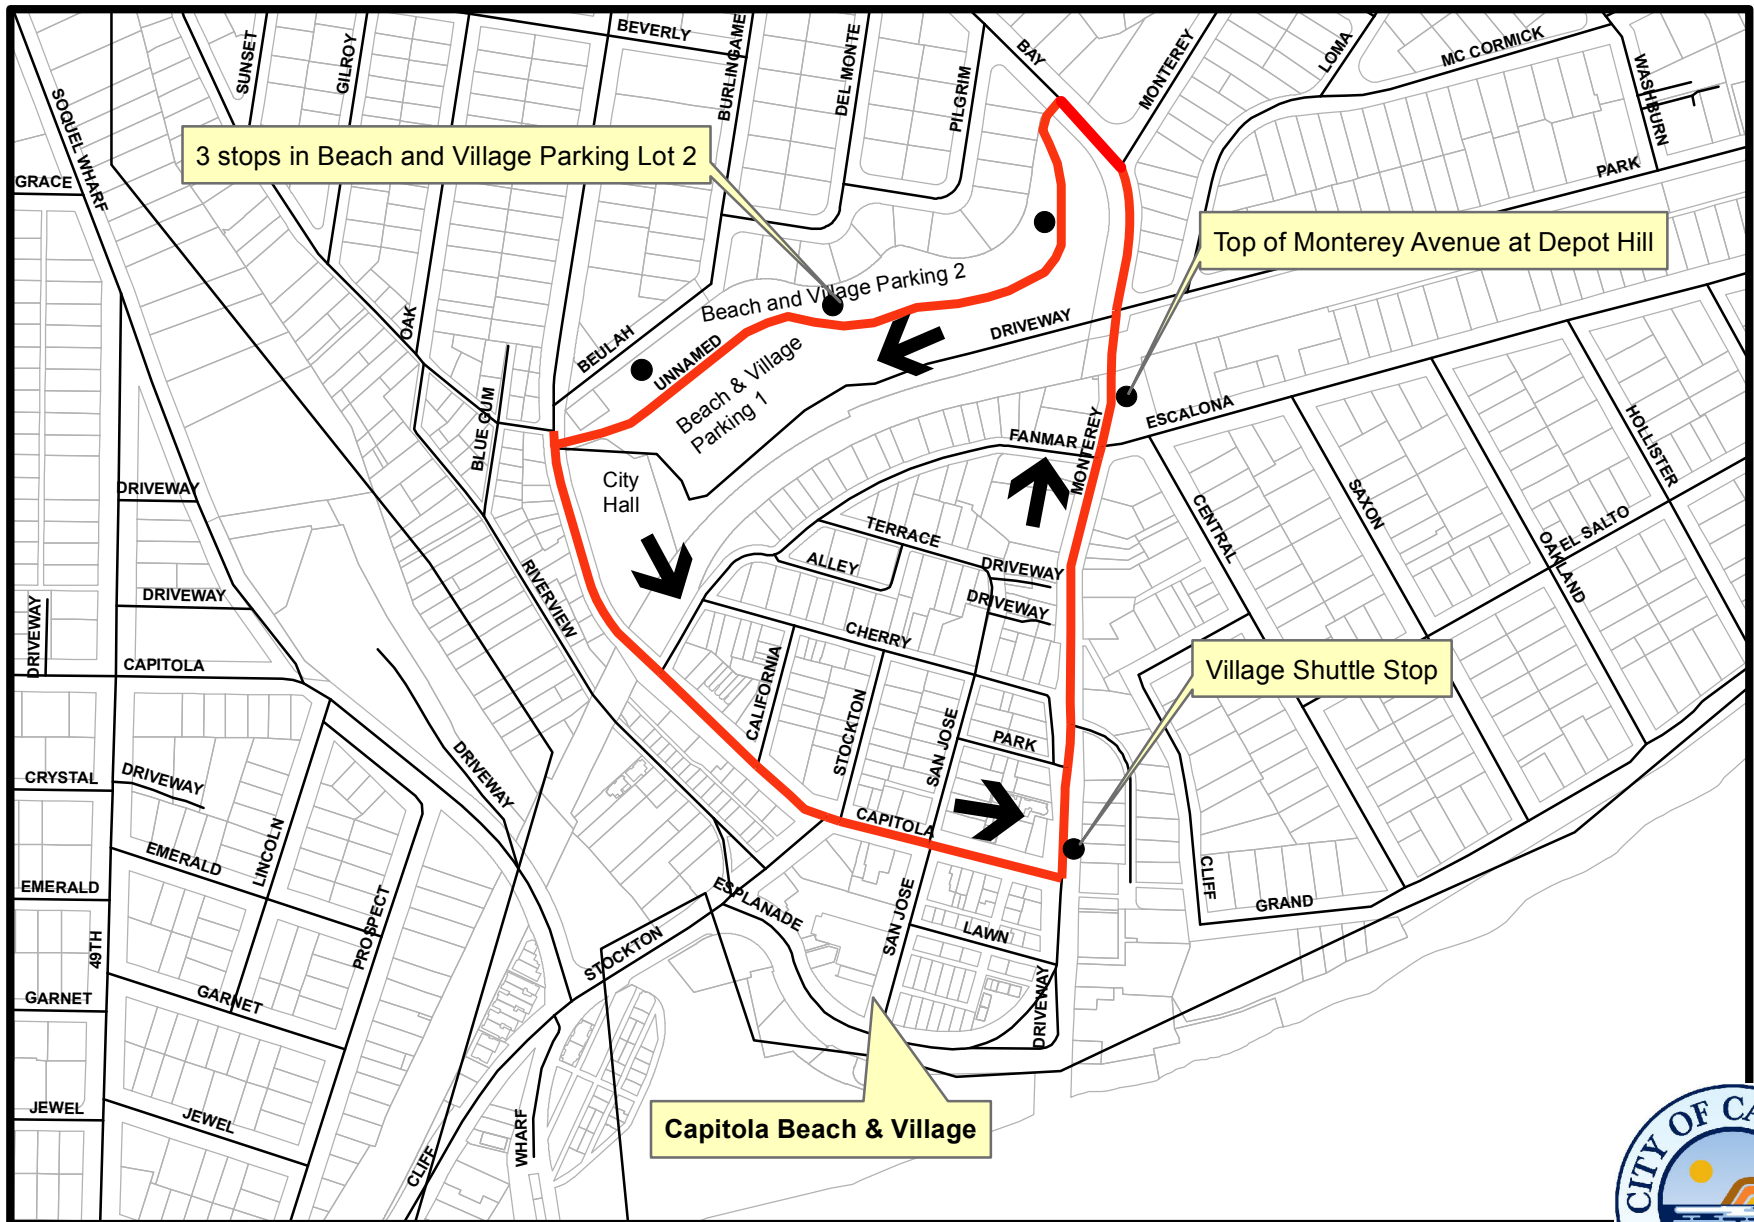 BEVERLY
BURLINGAME
SUNSET
GILROY
DEL MONTE
PILGRIM
BAY
MONTEREY
LOMA
MC CORMICK
WASHBURN
PARK
SOQUEL WHARF
GRACE
3 stops in Beach and Village Parking Lot 2
Top of Monterey Avenue at Depot Hill
Beach and Village Parking 2
DRIVEWAY
OAK
BEULAH
UNNAMED
Beach & Village
Parking 1
BLUE GUM
FANMAR
MONTEREY
ESCALONA
HOLLISTER
City
Hall
DRIVEWAY
TERRACE
ALLEY
DRIVEWAY
DRIVEWAY
CENTRAL
SAXON
OAKLAND
EL SALTO
RIVERVIEW
DRIVEWAY
DRIVEWAY
CHERRY
CAPITOLA
CALIFORNIA
STOCKTON
SAN JOSE
PARK
Village Shuttle Stop
CRYSTAL
DRIVEWAY
DRIVEWAY
LINCOLN
CAPITOLA
EMERALD
EMERALD
PROSPECT
49TH
ESPLANADE
SAN JOSE
LAWN
CLIFF
GRAND
STOCKTON
GARNET
GARNET
DRIVEWAY
JEWEL
JEWEL
WHARF
CLIFF
Capitola Beach & Village
CITY OF CA